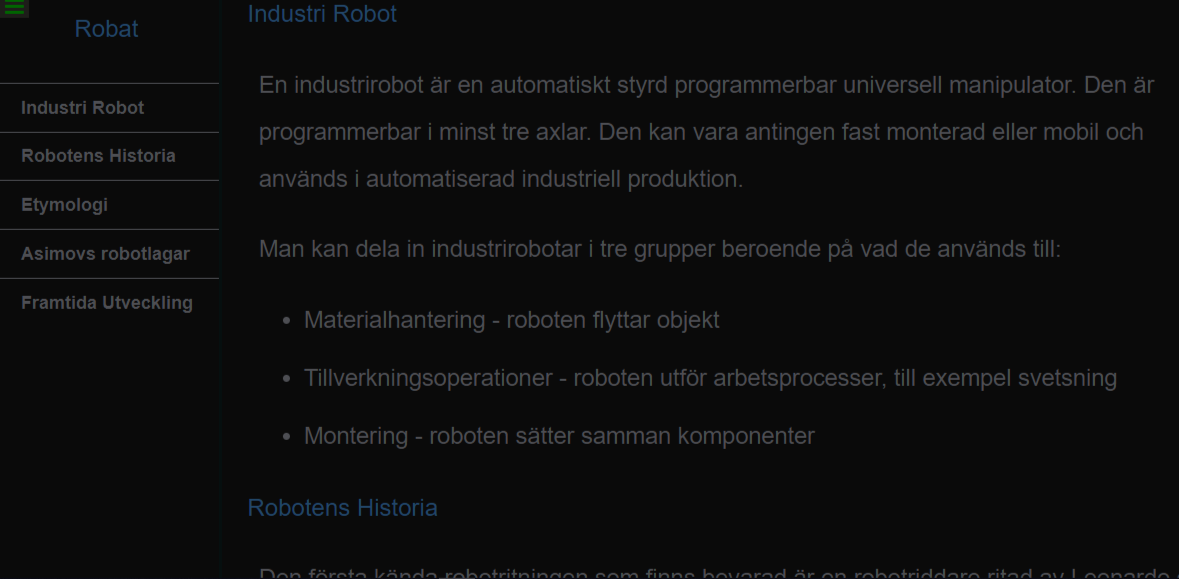 Robat
Industri Robot
Robotens Historia
Etymologi
Asimovs robotlagar
Framtida Utveckling
Industri Robot
En industrirobot är en automatiskt styrd programmerbar universell manipulator. Den är
programmerbar i minst tre axlar. Den kan vara antingen fast monterad eller mobil och
används i automatiserad industriell produktion.
Man kan dela in industrirobotar i tre grupper beroende på vad de används till:
• Materialhantering - roboten flyttar objekt
• Tillverkningsoperationer - roboten utför arbetsprocesser, till exempel svetsning
• Montering - roboten sätter samman komponenter
Robotens Historia
Den första kända robotritningen som finns bevarad är en robotriddare ritad av Leonardo